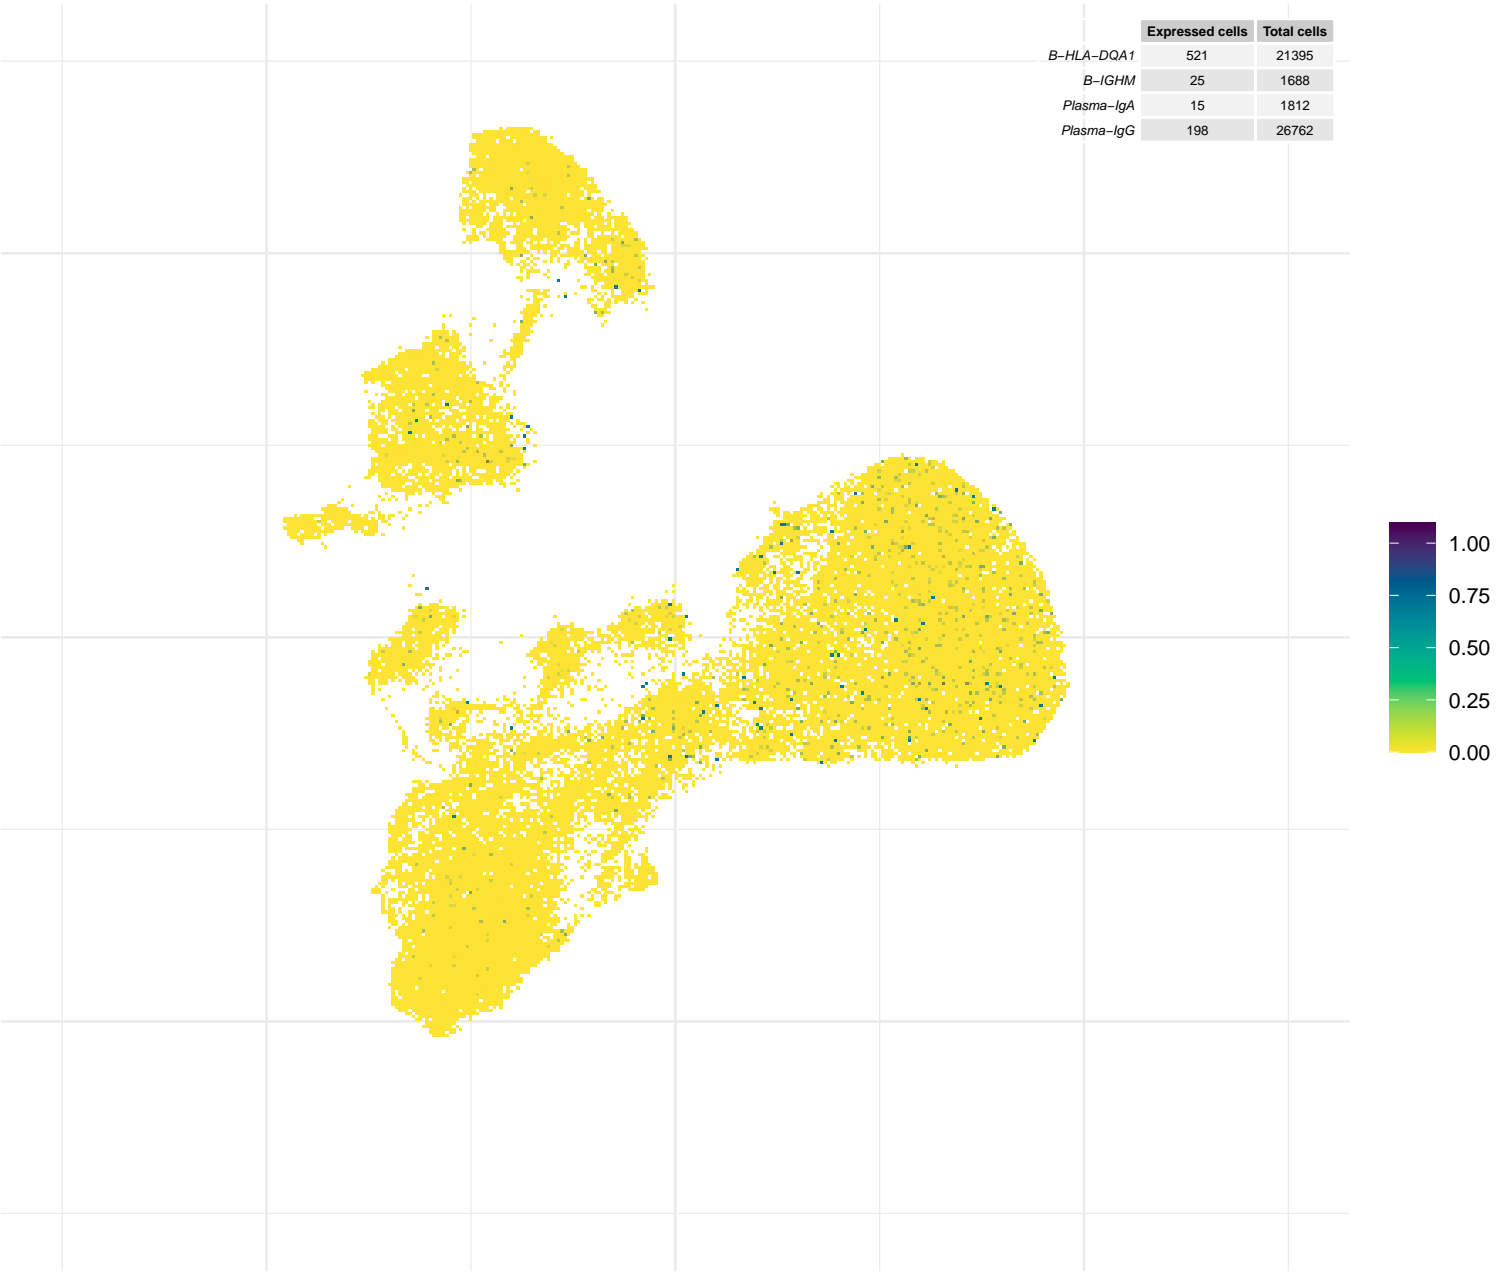 Expressed cells Total cells
B−HLA−DQA1 521 21395
B−IGHM 25 1688
Plasma−IgA 15 1812
Plasma−IgG 198 26762
1.00
0.75
0.50
0.25
0.00